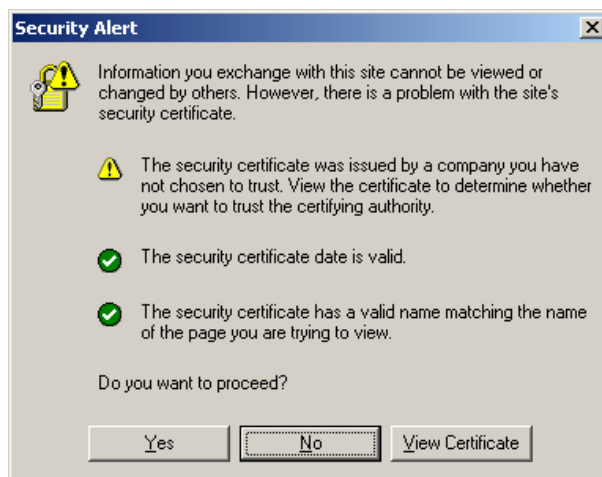 Security Alert
Information you exchange with this site cannot be viewed or
changed by others. However, there is a problem with the site's
security certificate.
The security certificate was issued by a company you have
not chosen to trust. View the certificate to determine whether
you want to trust the certifying authority.
The security certificate date is valid.
The security certificate has a valid name matching the name
of the page you are trying to view.
Do you want to proceed?
Yes No View Certificate